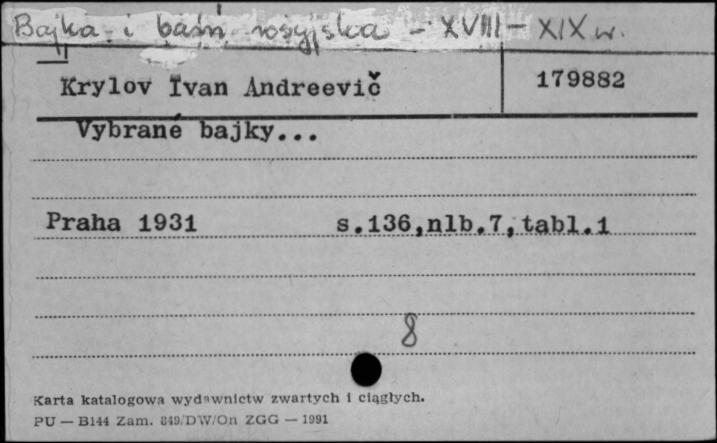 Bajka i baśń rosyjska - XVIII - XIX w.
Krylov Ivan Andreevič 179882
Vybrané bajky...
Praha 1931 s.136,nlb.7,tabl.1
8
Karta katalogowa wydawnictw zwartych i ciągłych.
PU — B144 Zam. 849/DW/On ZGG — 1991